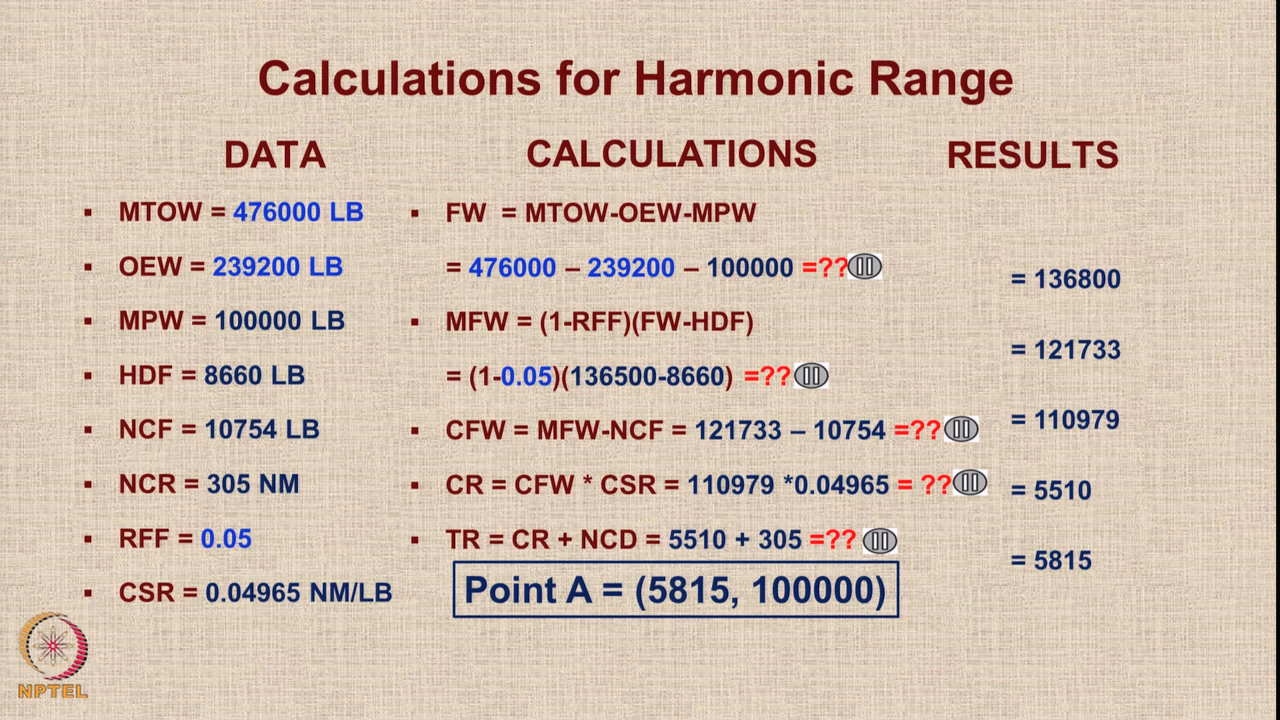 Calculations for Harmonic Range
DATA
CALCULATIONS
RESULTS
▪ MTOW = 476000 LB
▪ OEW = 239200 LB
▪ MPW = 100000 LB
▪ HDF = 8660 LB
▪ NCF = 10754 LB
▪ NCR = 305 NM
▪ RFF = 0.05
▪ CSR = 0.04965 NM/LB
▪ FW = MTOW-OEW-MPW
= 476000 – 239200 – 100000 =??
▪ MFW = (1-RFF)(FW-HDF)
= (1-0.05)(136500-8660) =??
▪ CFW = MFW-NCF = 121733 – 10754 =??
▪ CR = CFW * CSR = 110979 *0.04965 = ??
▪ TR = CR + NCD = 5510 + 305 =??
Point A = (5815, 100000)
= 136800
= 121733
= 110979
= 5510
= 5815
NPTEL